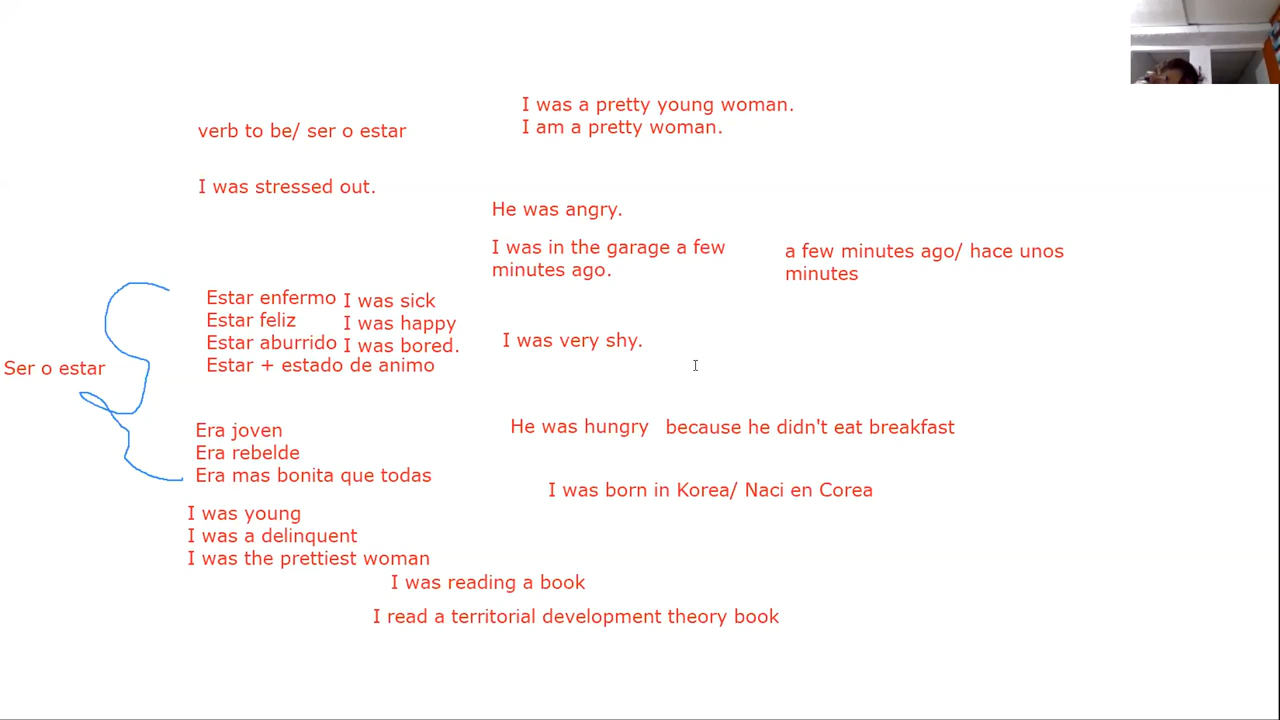 I was a pretty young woman.
I am a pretty woman.
verb to be/ ser o estar
I was stressed out.
He was angry.
I was in the garage a few
minutes ago.
a few minutes ago/ hace unos
minutes
Estar enfermo
Estar feliz
Estar aburrido
Estar + estado de animo
I was sick
I was happy
I was bored.
I was very shy.
Ser o estar
Era joven
Era rebelde
Era mas bonita que todas
He was hungry
because he didn't eat breakfast
I was born in Korea/ Naci en Corea
I was young
I was a delinquent
I was the prettiest woman
I was reading a book
I read a territorial development theory book